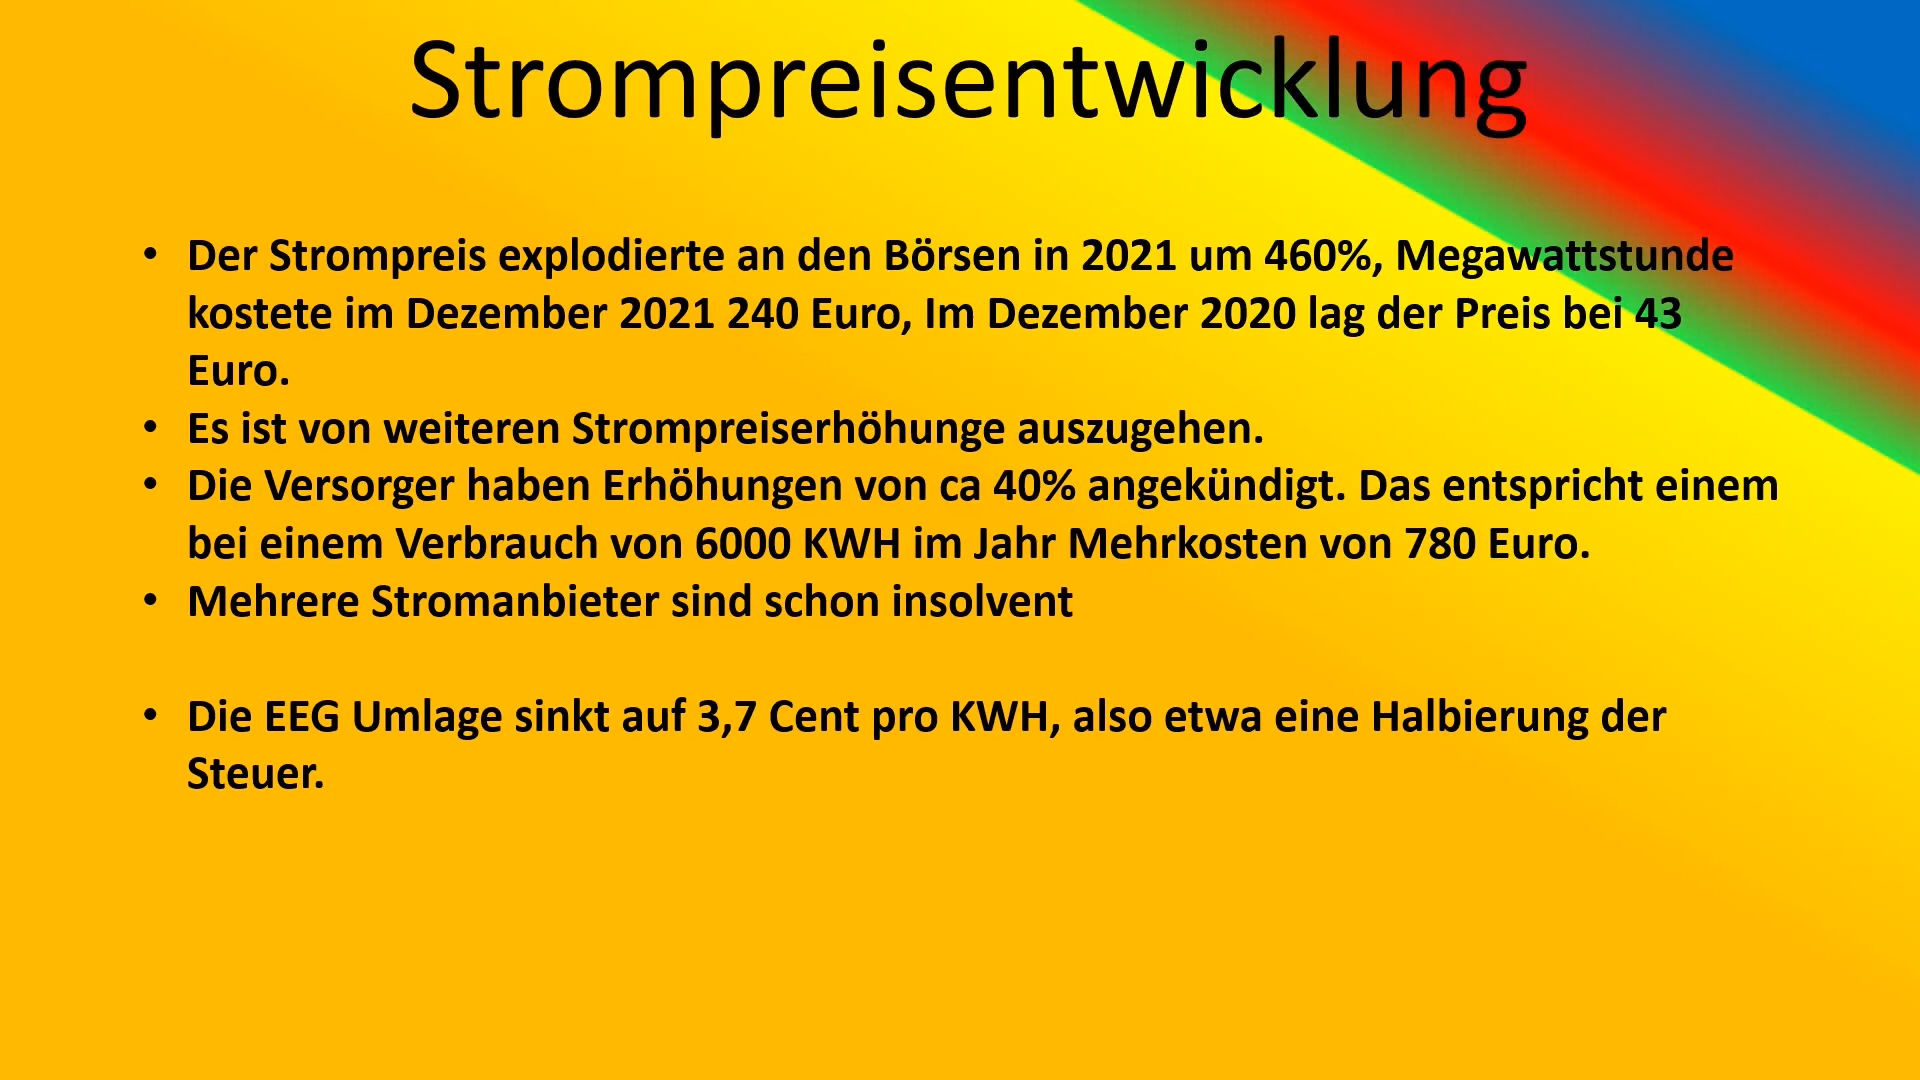 Strompreisentwicklung
• Der Strompreis explodierte an den Börsen in 2021 um 460%, Megawattstunde
kostete im Dezember 2021 240 Euro, Im Dezember 2020 lag der Preis bei 43
Euro.
• Es ist von weiteren Strompreiserhöhunge auszugehen.
• Die Versorger haben Erhöhungen von ca 40% angekündigt. Das entspricht einem
bei einem Verbrauch von 6000 KWH im Jahr Mehrkosten von 780 Euro.
• Mehrere Stromanbieter sind schon insolvent
• Die EEG Umlage sinkt auf 3,7 Cent pro KWH, also etwa eine Halbierung der
Steuer.